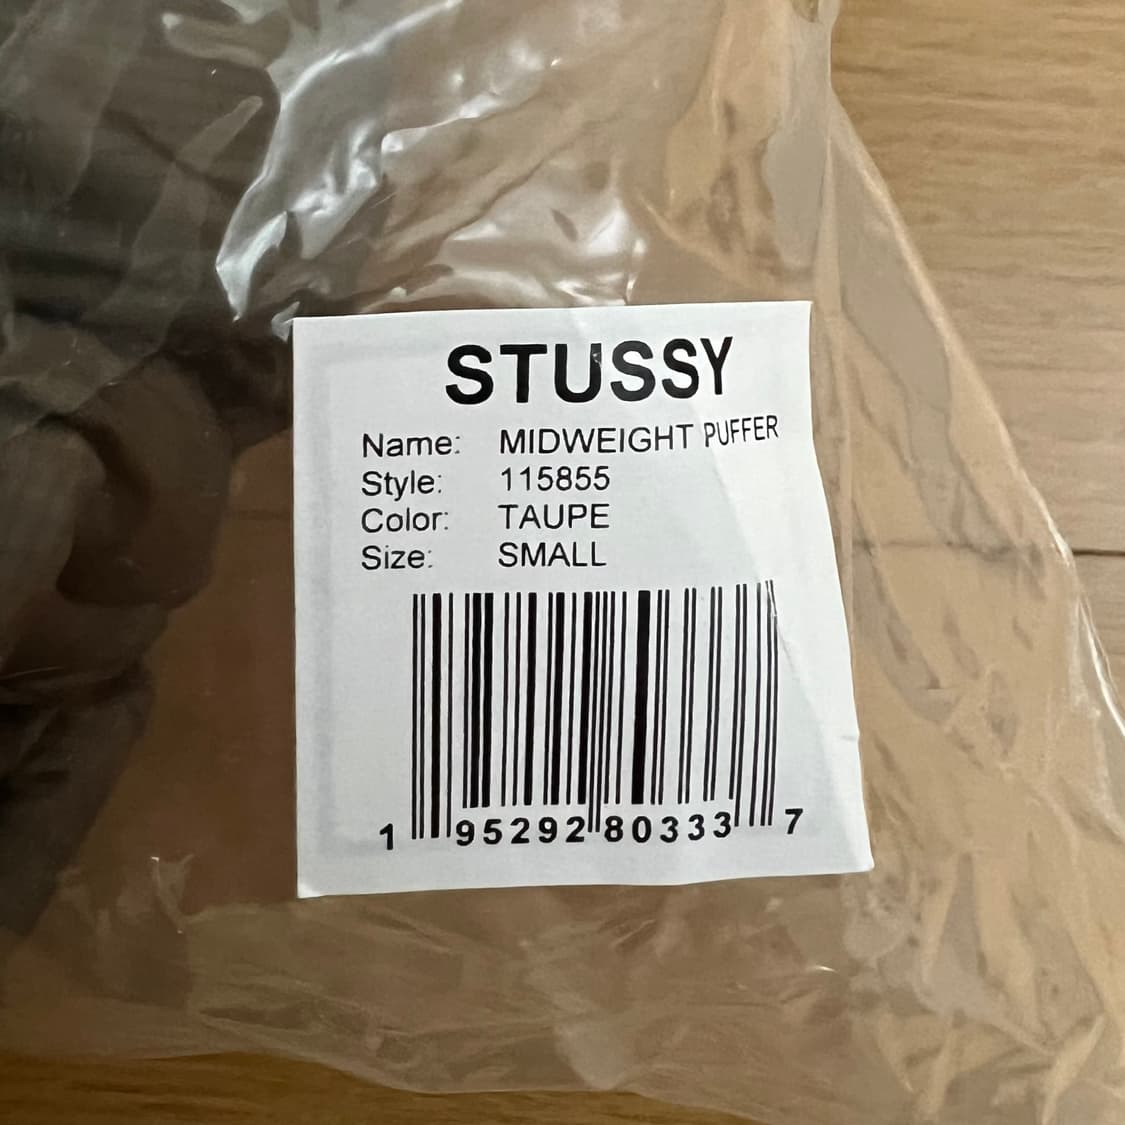 STUSSY
Name: MIDWEIGHT PUFFER
Style: 115855
Color: TAUPE
Size: SMALL
1 95292 80333 7